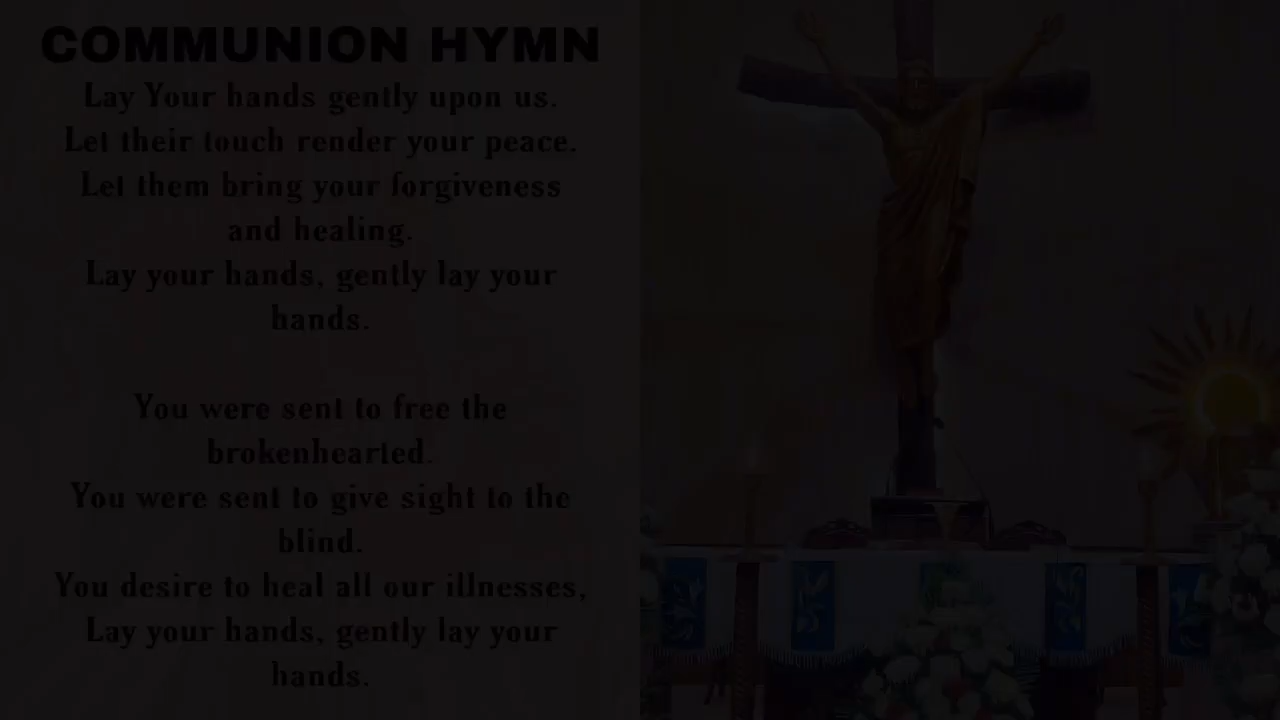 COMMUNION HYMN
Lay Your hands gently upon us.
Let their touch render your peace.
Let them bring your forgiveness
and healing.
Lay your hands, gently lay your
hands.
You were sent to free the
brokenhearted.
You were sent to give sight to the
blind.
You desire to heal all our illnesses,
Lay your hands, gently lay your
hands.